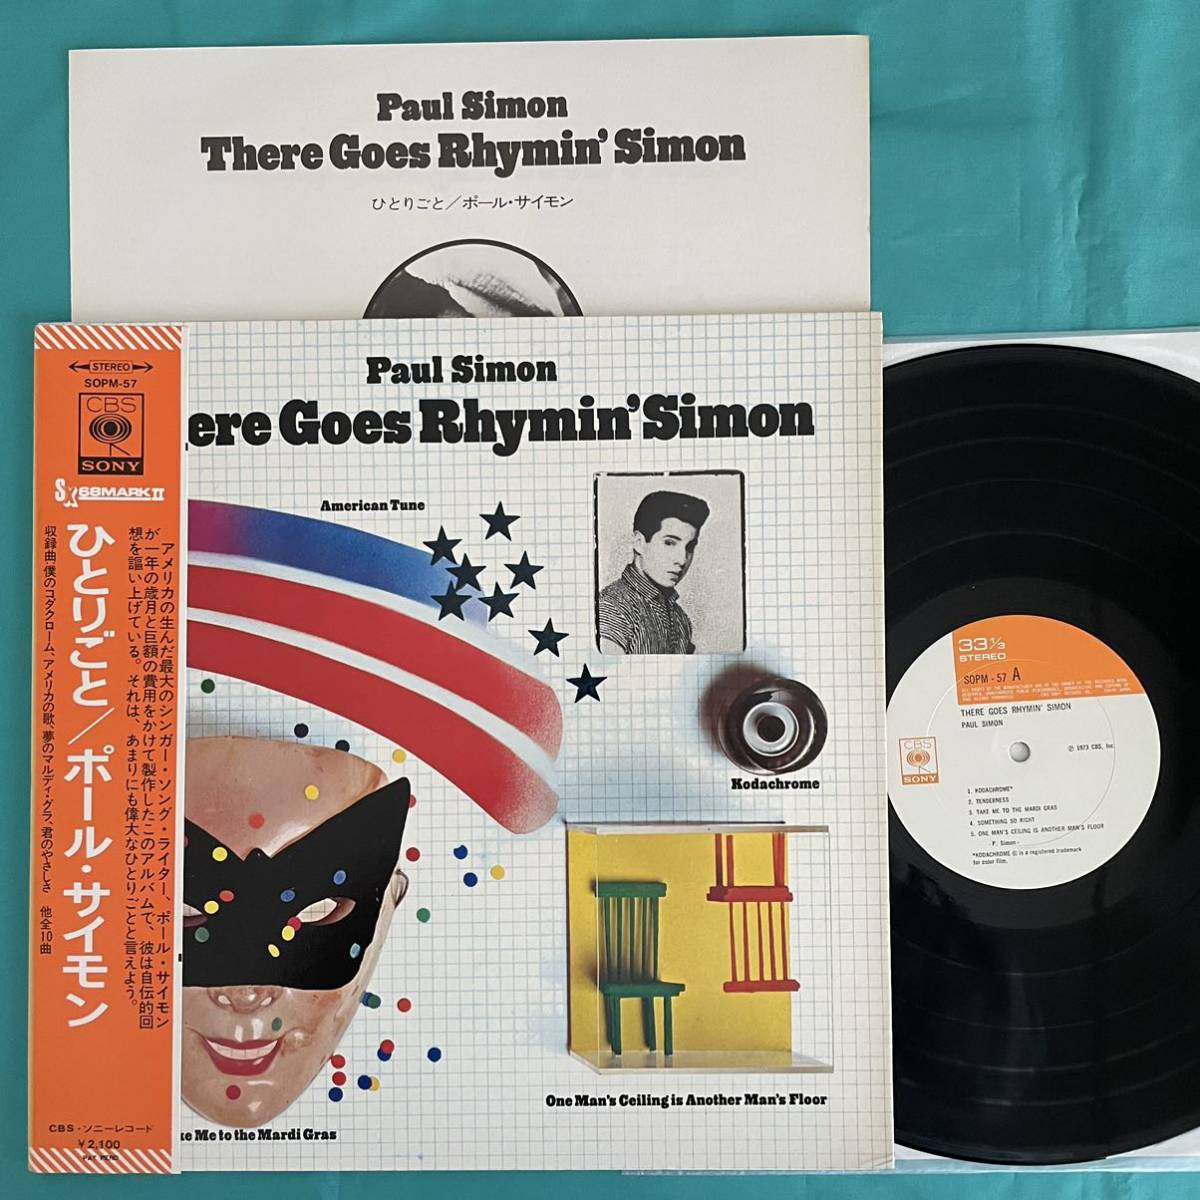 Paul Simon
There Goes Rhymin' Simon
ひとりごと／ポール・サイモン
STEREO
SOPM-57
CBS
SONY
SX 68MARKⅡ
ひとりごと／ポール・サイモン
アメリカの生んだ最大のシンガー・ソング・ライター、ポール・サイモン
が一年の歳月と巨額の費用をかけて製作したこのアルバムで、彼は自伝的回
想を謳い上げている。それは、あまりにも偉大なひとりごとと言えよう。
収録曲:僕のコダクローム、アメリカの歌、夢のマルディ・グラ、君のやさしさ 他全10曲
CBS・ソニーレコード
¥2,100
PAT. PEND
Paul Simon
ere Goes Rhymin' Simon
American Tune
Kodachrome
One Man's Ceiling is Another Man's Floor
ke Me to the Mardi Gras
33 1/3
STEREO
SOPM - 57 A
THERE GOES RHYMIN' SIMON
PAUL SIMON
CBS
SONY
℗ 1973 CBS, Inc.
1. KODACHROME*
2. TENDERNESS
3. TAKE ME TO THE MARDI GRAS
4. SOMETHING SO RIGHT
5. ONE MAN'S CEILING IS ANOTHER MAN'S FLOOR
- P. Simon -
*KODACHROME ⓒ is a registered trademark
for color film.